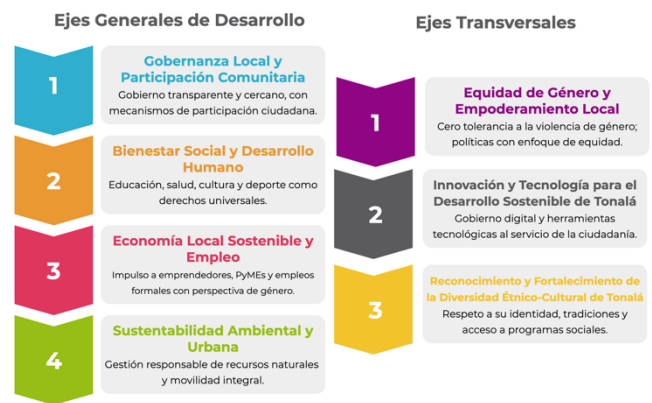 Ejes Generales de Desarrollo
1
Gobernanza Local y
Participación Comunitaria
Gobierno transparente y cercano, con
mecanismos de participación ciudadana.
2
Bienestar Social y Desarrollo
Humano
Educación, salud, cultura y deporte como
derechos universales.
3
Economía Local Sostenible y
Empleo
Impulso a emprendedores, PyMEs y empleos
formales con perspectiva de género.
4
Sustentabilidad Ambiental y
Urbana
Gestión responsable de recursos naturales
y movilidad integral.
Ejes Transversales
1
Equidad de Género y
Empoderamiento Local
Cero tolerancia a la violencia de género;
políticas con enfoque de equidad.
2
Innovación y Tecnología para el
Desarrollo Sostenible de Tonalá
Gobierno digital y herramientas
tecnológicas al servicio de la ciudadanía.
3
Reconocimiento y Fortalecimiento de
la Diversidad Étnico-Cultural de Tonalá
Respeto a su identidad, tradiciones y
acceso a programas sociales.